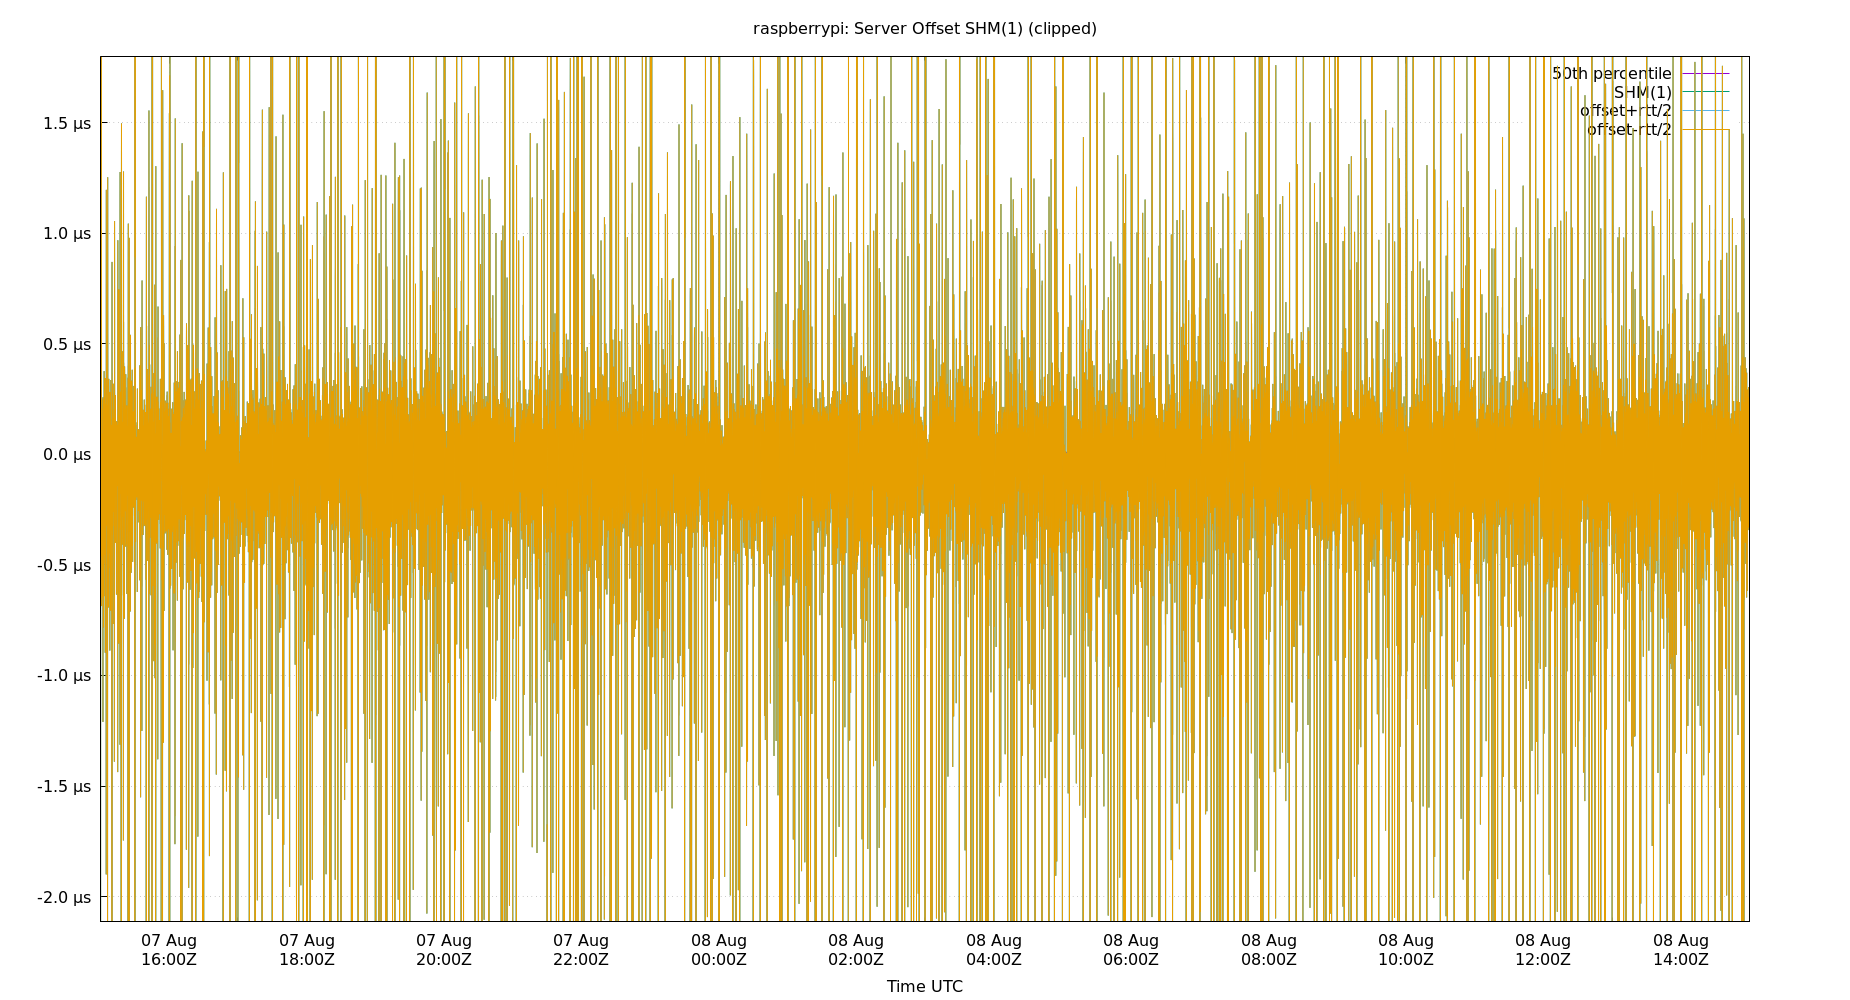 raspberrypi: Server Offset SHM(1) (clipped)
50th percentile
SHM(1)
offset+rtt/2
offset-rtt/2
1.5 µs
1.0 µs
0.5 µs
0.0 µs
-0.5 µs
-1.0 µs
-1.5 µs
-2.0 µs
07 Aug 07 Aug 07 Aug 07 Aug 08 Aug 08 Aug 08 Aug 08 Aug 08 Aug 08 Aug 08 Aug 08 Aug
16:00Z 18:00Z 20:00Z 22:00Z 00:00Z 02:00Z 04:00Z 06:00Z 08:00Z 10:00Z 12:00Z 14:00Z
Time UTC